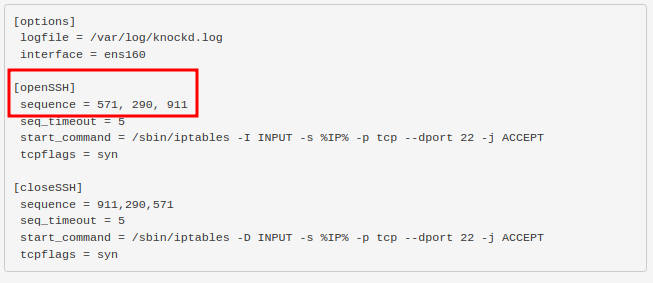 [options]
logfile = /var/log/knockd.log
interface = ens160
[openSSH]
sequence = 571, 290, 911
seq_timeout = 5
start_command = /sbin/iptables -I INPUT -s %IP% -p tcp --dport 22 -j ACCEPT
tcpflags = syn
[closeSSH]
sequence = 911,290,571
seq_timeout = 5
start_command = /sbin/iptables -D INPUT -s %IP% -p tcp --dport 22 -j ACCEPT
tcpflags = syn